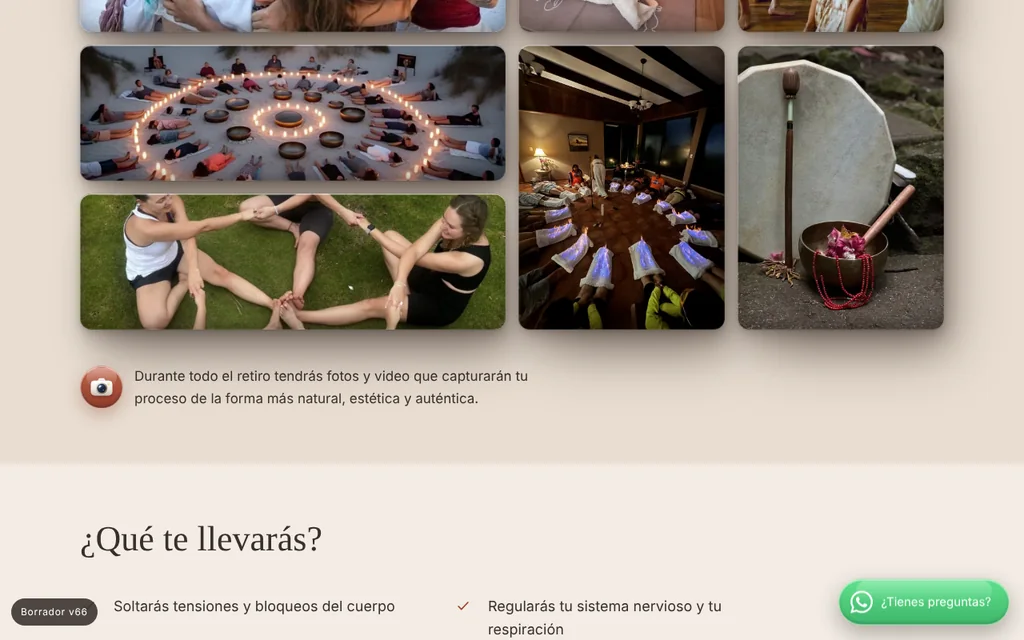 Durante todo el retiro tendrás fotos y video que capturarán tu
proceso de la forma más natural, estética y auténtica.
¿Qué te llevarás?
Soltarás tensiones y bloqueos del cuerpo
Regularás tu sistema nervioso y tu
respiración
Borrador v66
¿Tienes preguntas?